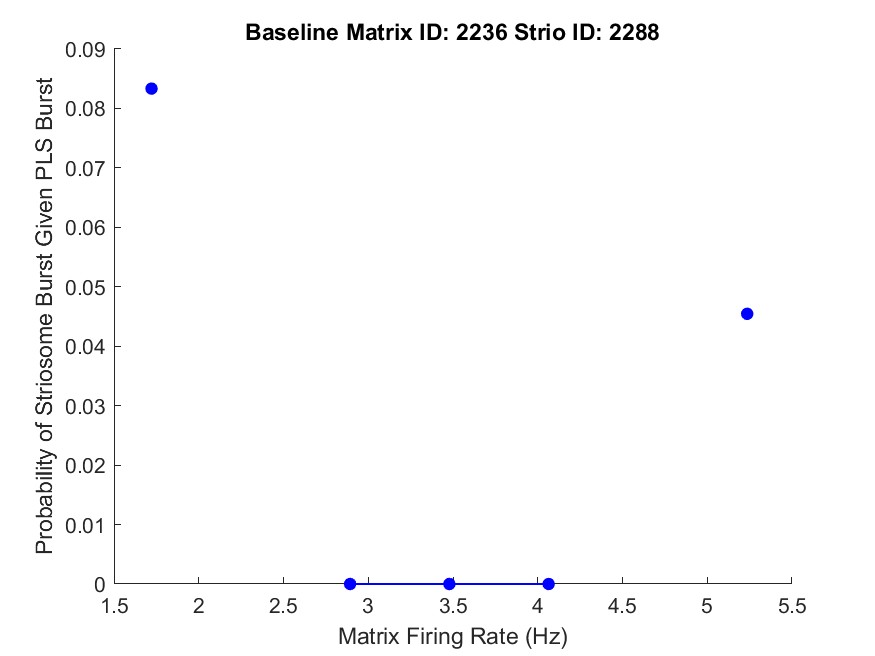 Baseline Matrix ID: 2236 Strio ID: 2288
Probability of Striosome Burst Given PLS Burst
0.09
0.08
0.07
0.06
0.05
0.04
0.03
0.02
0.01
0
1.5 2 2.5 3 3.5 4 4.5 5 5.5
Matrix Firing Rate (Hz)